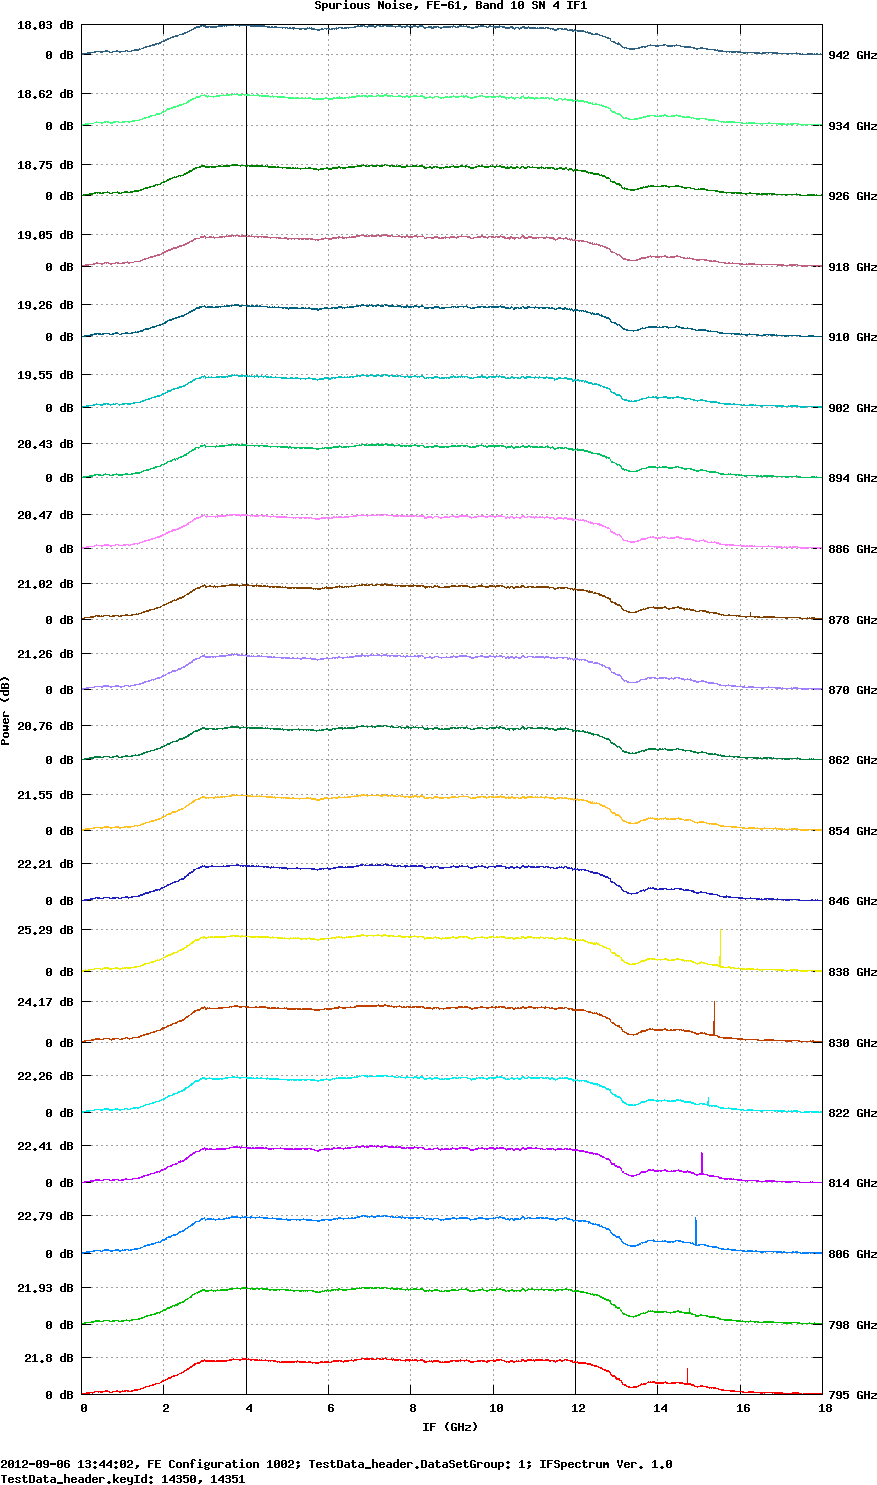 Spurious Noise, FE-61, Band 10 SN 4 IF1
18.03 dB
0 dB 942 GHz
18.62 dB
0 dB 934 GHz
18.75 dB
0 dB 926 GHz
19.05 dB
0 dB 918 GHz
19.26 dB
0 dB 910 GHz
19.55 dB
0 dB 902 GHz
20.43 dB
0 dB 894 GHz
20.47 dB
0 dB 886 GHz
21.02 dB
0 dB 878 GHz
21.26 dB
0 dB 870 GHz
Power (dB)
20.76 dB
0 dB 862 GHz
21.55 dB
0 dB 854 GHz
22.21 dB
0 dB 846 GHz
25.29 dB
0 dB 838 GHz
24.17 dB
0 dB 830 GHz
22.26 dB
0 dB 822 GHz
22.41 dB
0 dB 814 GHz
22.79 dB
0 dB 806 GHz
21.93 dB
0 dB 798 GHz
21.8 dB
0 dB 795 GHz
0 2 4 6 8 10 12 14 16 18
IF (GHz)
2012-09-06 13:44:02, FE Configuration 1002; TestData_header.DataSetGroup: 1; IFSpectrum Ver. 1.0
TestData_header.keyId: 14350, 14351